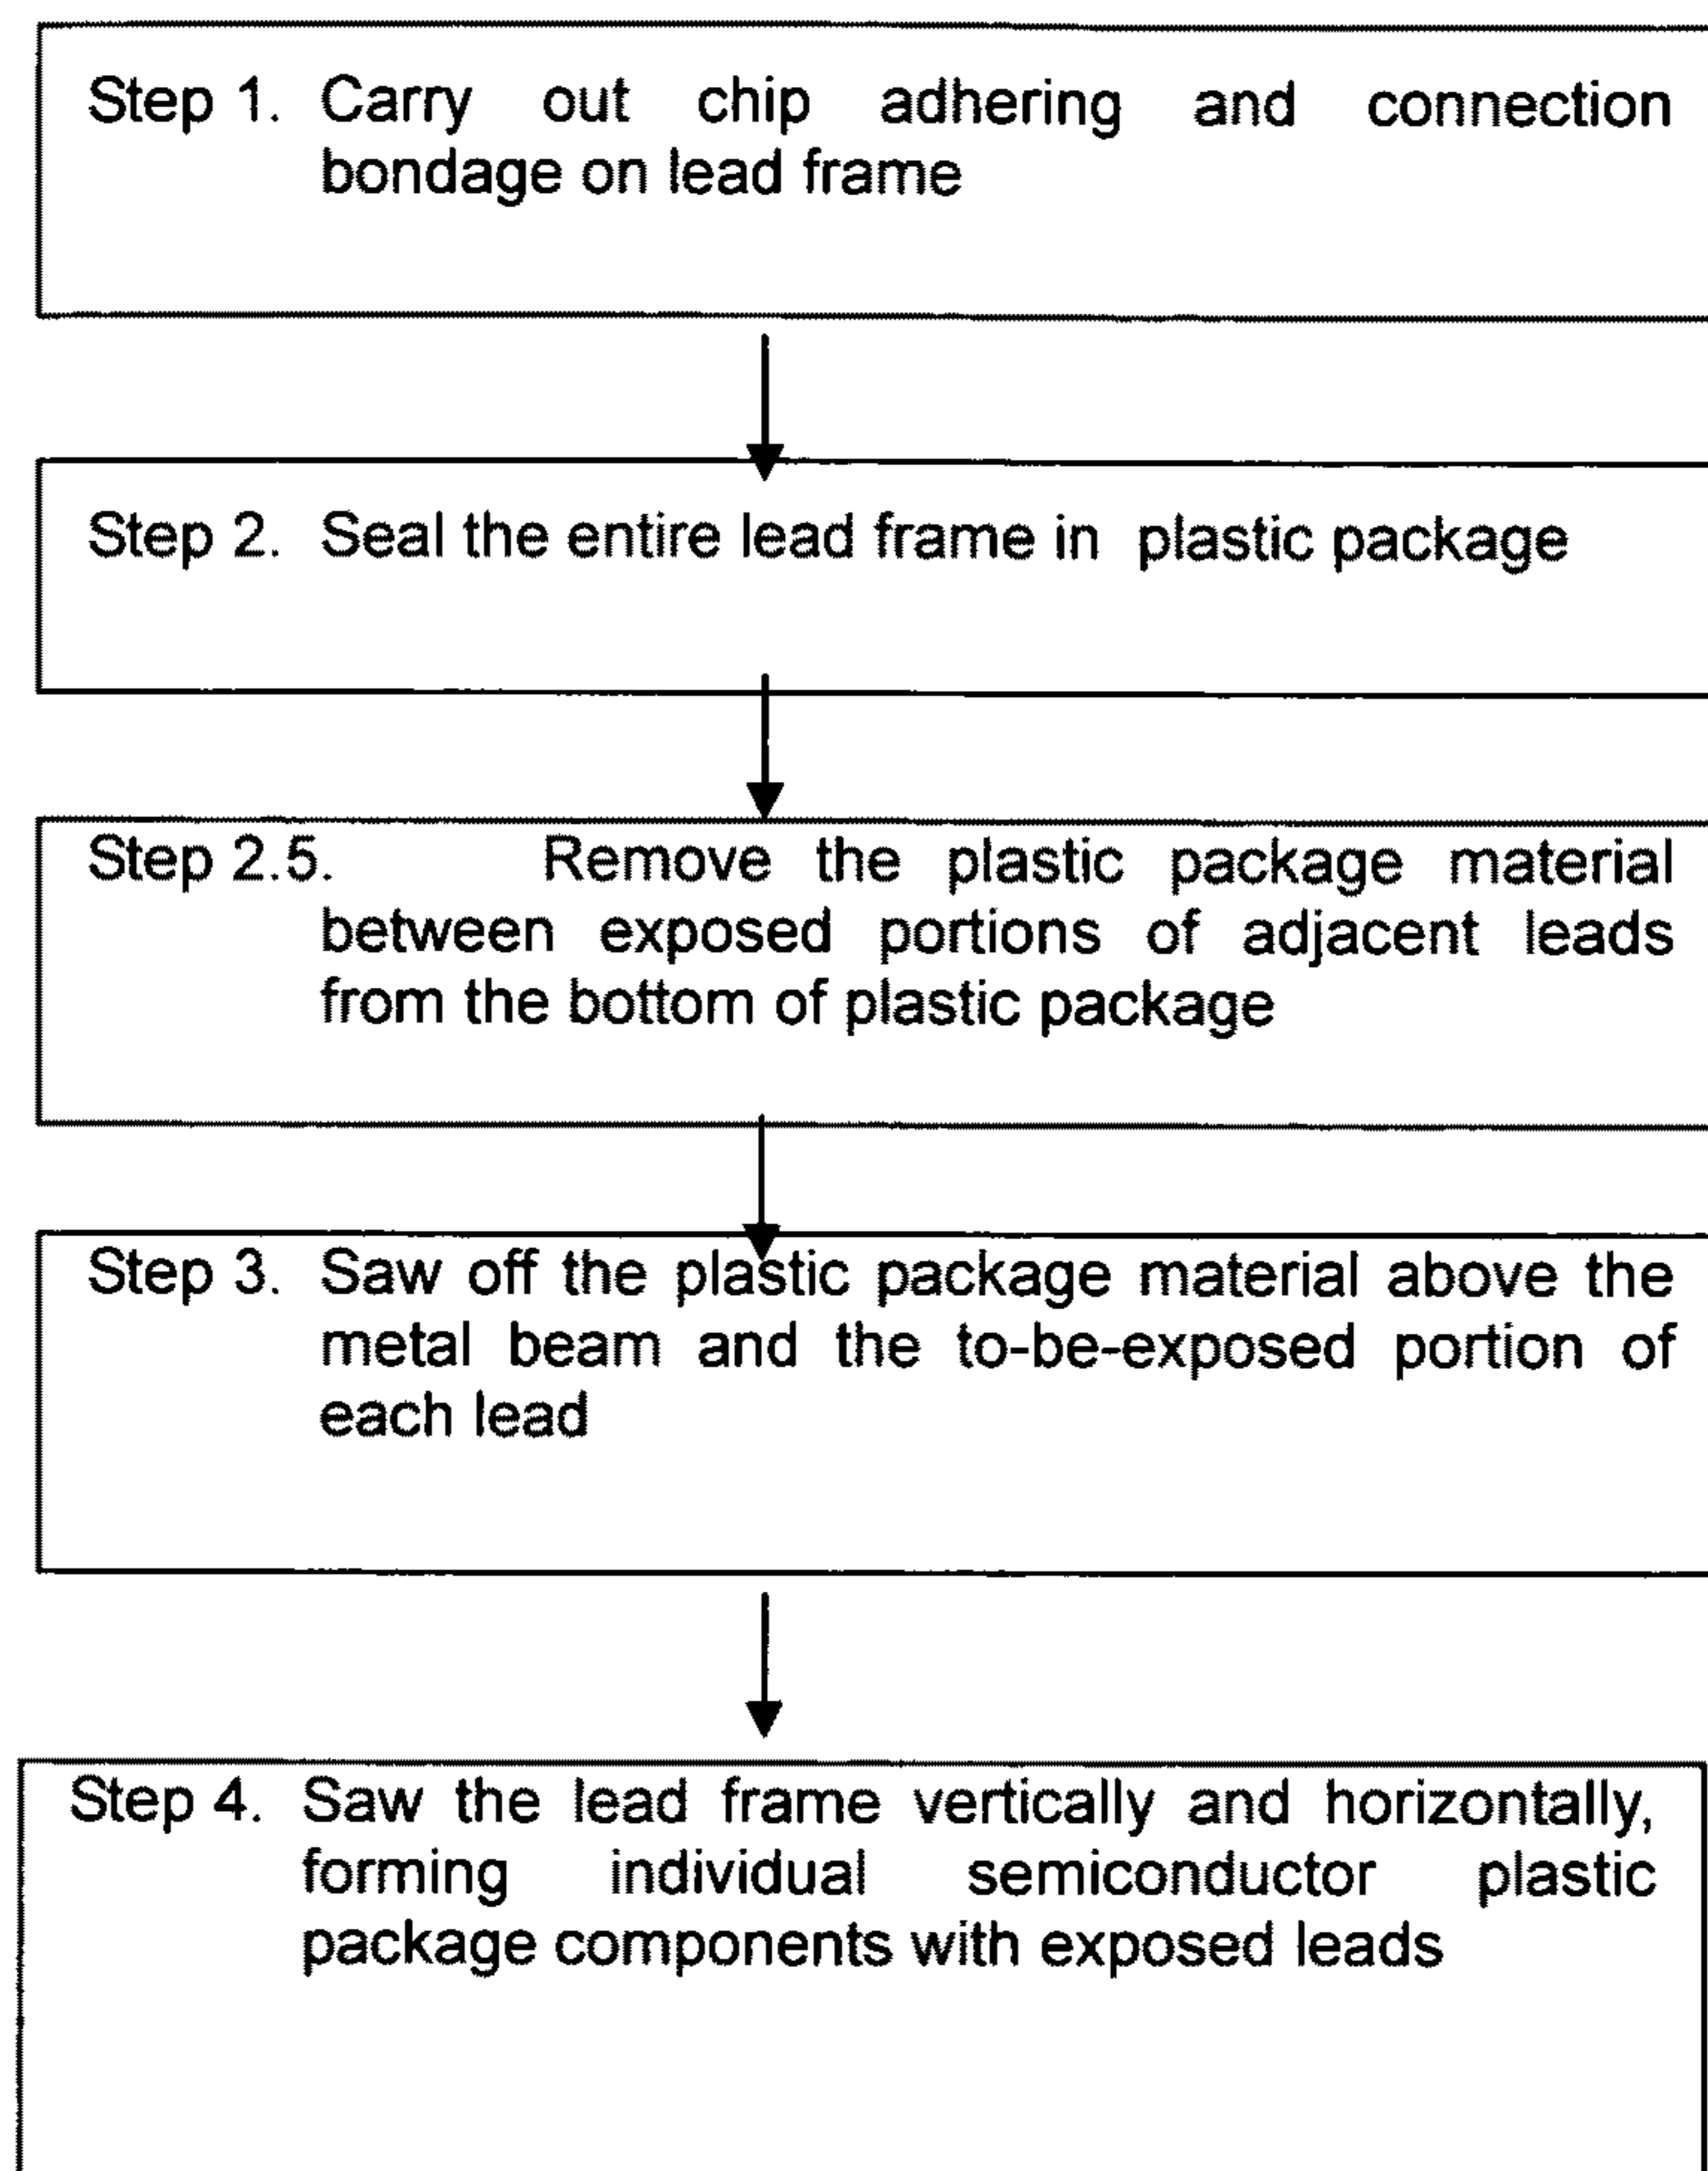 Step 1. Carry out chip adhering and connection
bondage on lead frame
Step 2. Seal the entire lead frame in plastic package
Step 2.5. Remove the plastic package material
between exposed portions of adjacent leads
from the bottom of plastic package
Step 3. Saw off the plastic package material above the
metal beam and the to-be-exposed portion of
each lead
Step 4. Saw the lead frame vertically and horizontally,
forming individual semiconductor plastic
package components with exposed leads